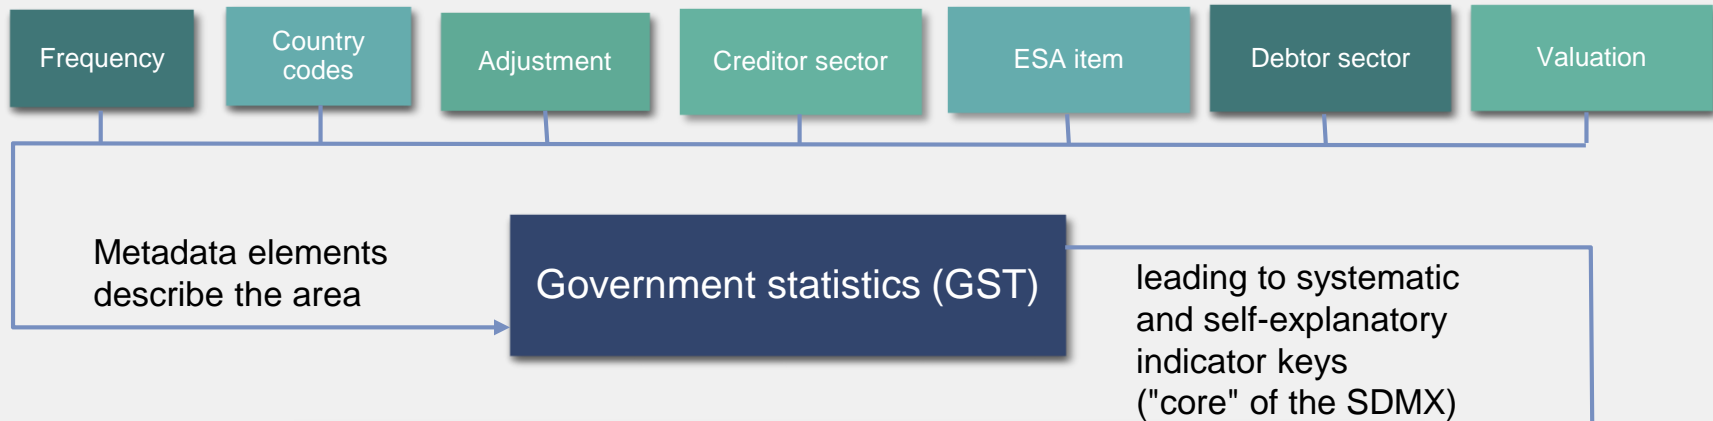 Frequency
Country
codes
Adjustment
Creditor sector
ESA item
Debtor sector
Valuation
Metadata elements
describe the area
Government statistics (GST)
leading to systematic
and self-explanatory
indicator keys
("core" of the SDMX)